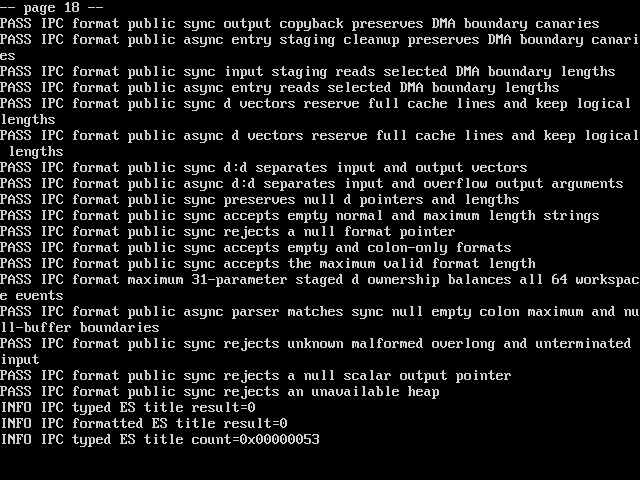 -- page 18 --
PASS IPC format public sync output copyback preserves DMA boundary canaries
PASS IPC format public async entry staging cleanup preserves DMA boundary canari
es
PASS IPC format public sync input staging reads selected DMA boundary lengths
PASS IPC format public async entry reads selected DMA boundary lengths
PASS IPC format public sync d vectors reserve full cache lines and keep logical
lengths
PASS IPC format public async d vectors reserve full cache lines and keep logical
 lengths
PASS IPC format public sync d:d separates input and output vectors
PASS IPC format public async d:d separates input and overflow output arguments
PASS IPC format public sync preserves null d pointers and lengths
PASS IPC format public sync accepts empty normal and maximum length strings
PASS IPC format public sync rejects a null format pointer
PASS IPC format public sync accepts empty and colon-only formats
PASS IPC format public sync accepts the maximum valid format length
PASS IPC format maximum 31-parameter staged d ownership balances all 64 workspac
e events
PASS IPC format public async parser matches sync null empty colon maximum and nu
ll-buffer boundaries
PASS IPC format public sync rejects unknown malformed overlong and unterminated
input
PASS IPC format public sync rejects a null scalar output pointer
PASS IPC format public sync rejects an unavailable heap
INFO IPC typed ES title result=0
INFO IPC formatted ES title result=0
INFO IPC typed ES title count=0x00000053